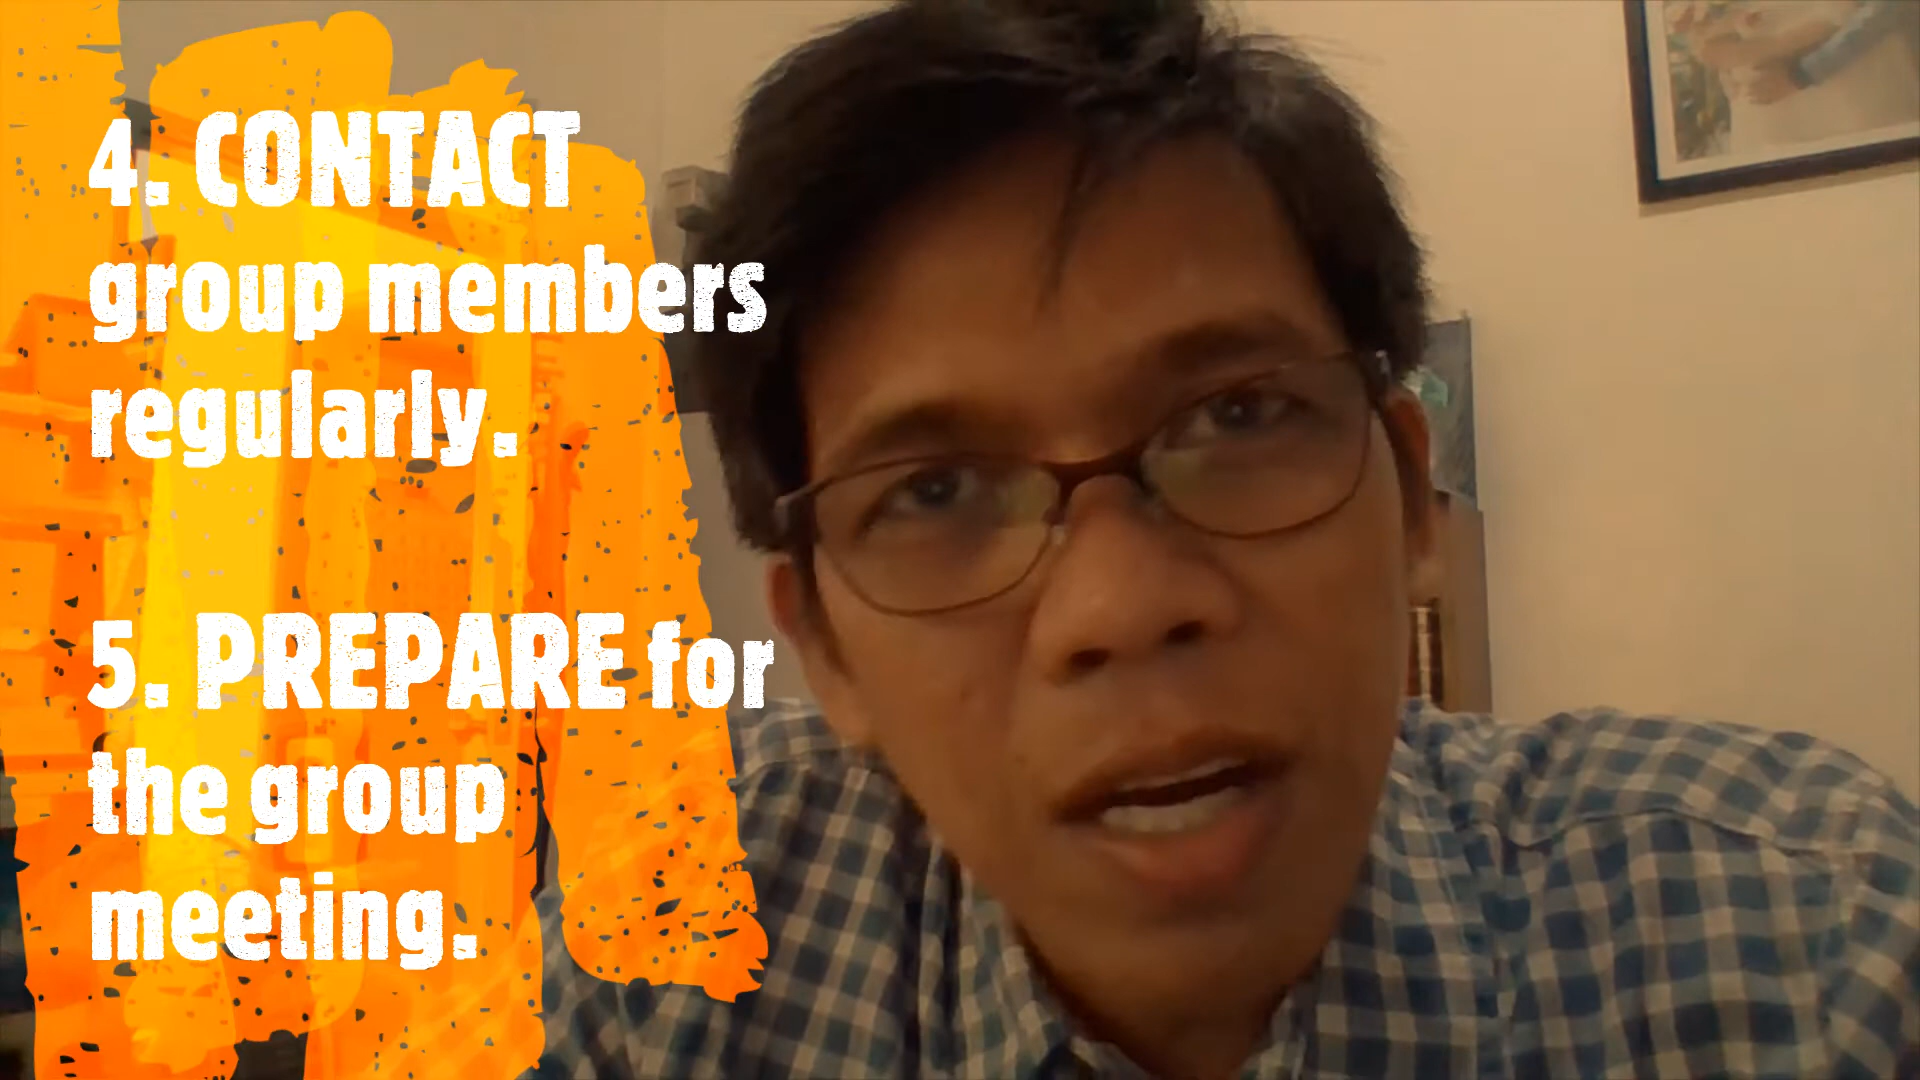 4. CONTACT
group members
regularly.
5. PREPARE for
the group
meeting.